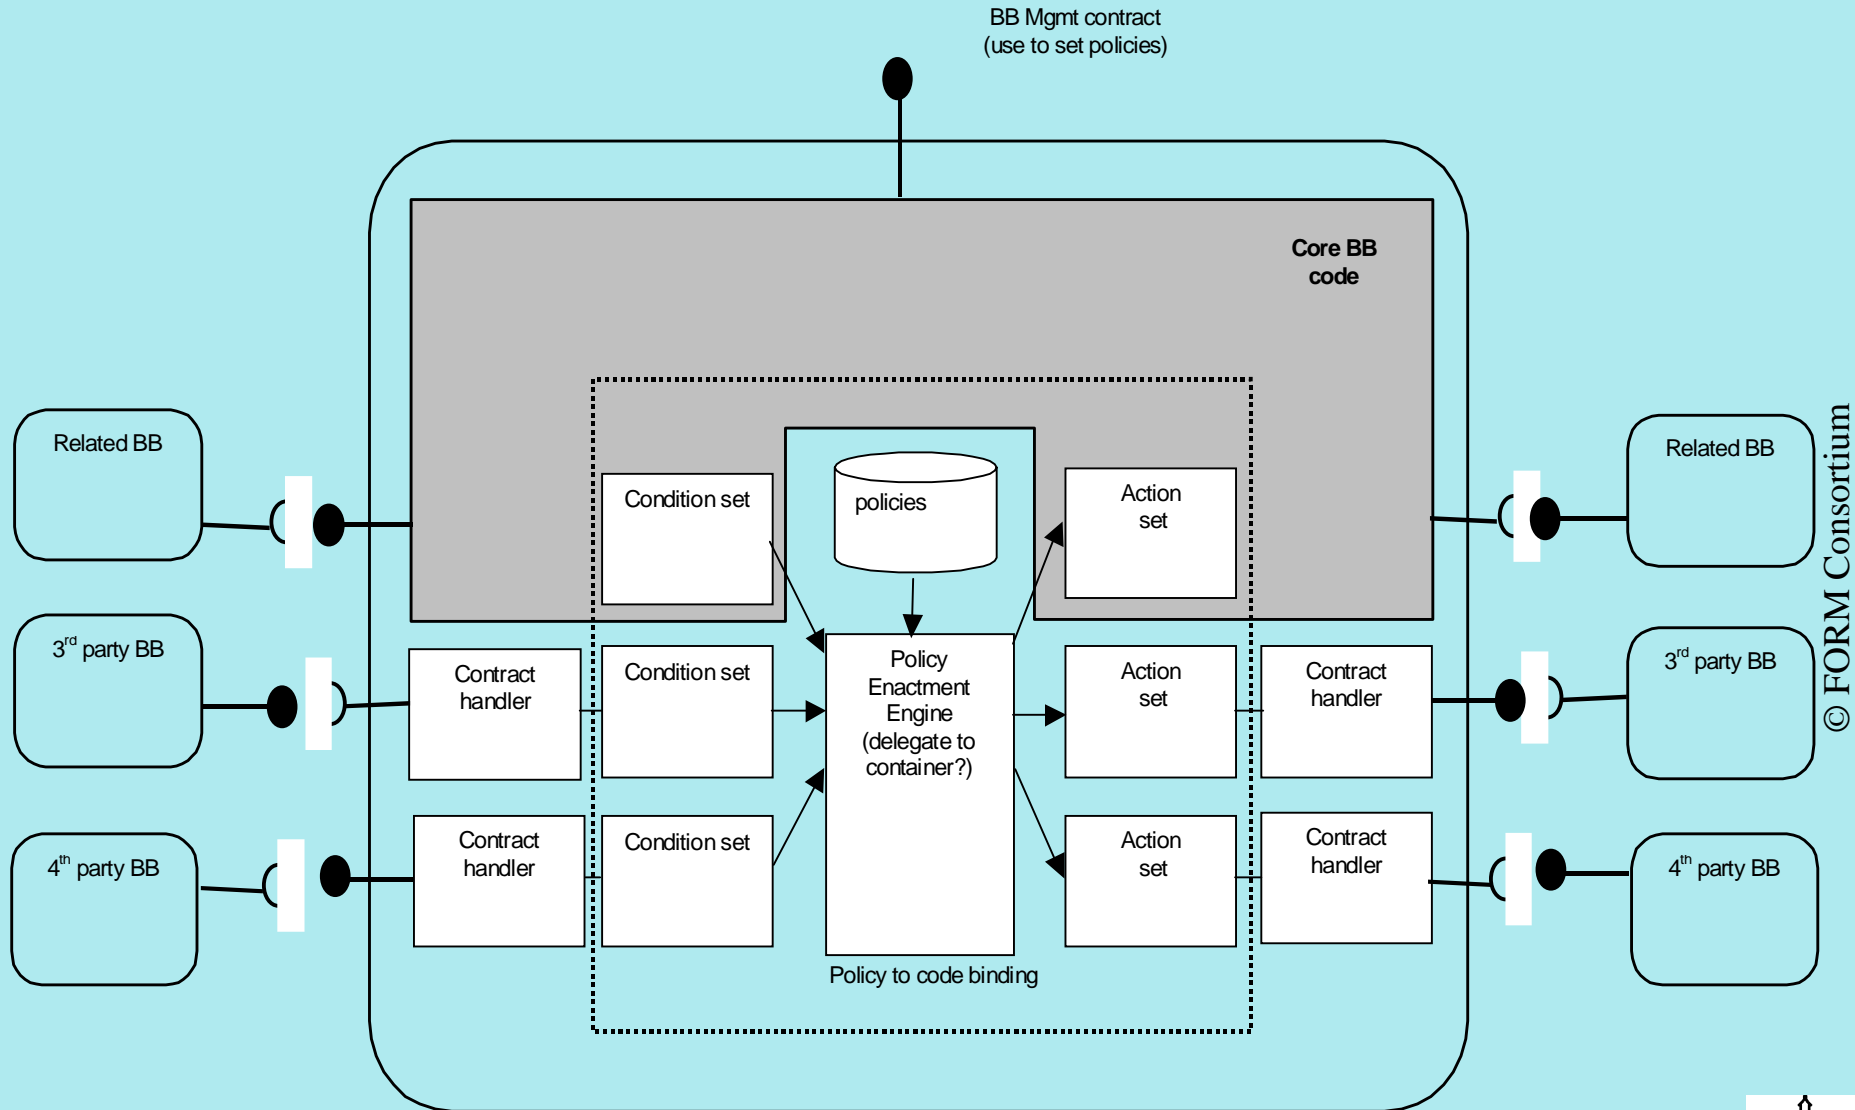 BB Mgmt contract
(use to set policies)
Core BB
code
Related BB
Condition set
policies
Action
set
Related BB
3rd party BB
Contract
handler
Condition set
Policy
Enactment
Engine
(delegate to
container?)
Action
set
Contract
handler
3rd party BB
4th party BB
Contract
handler
Condition set
Action
set
Contract
handler
4th party BB
Policy to code binding
© FORM Consortium